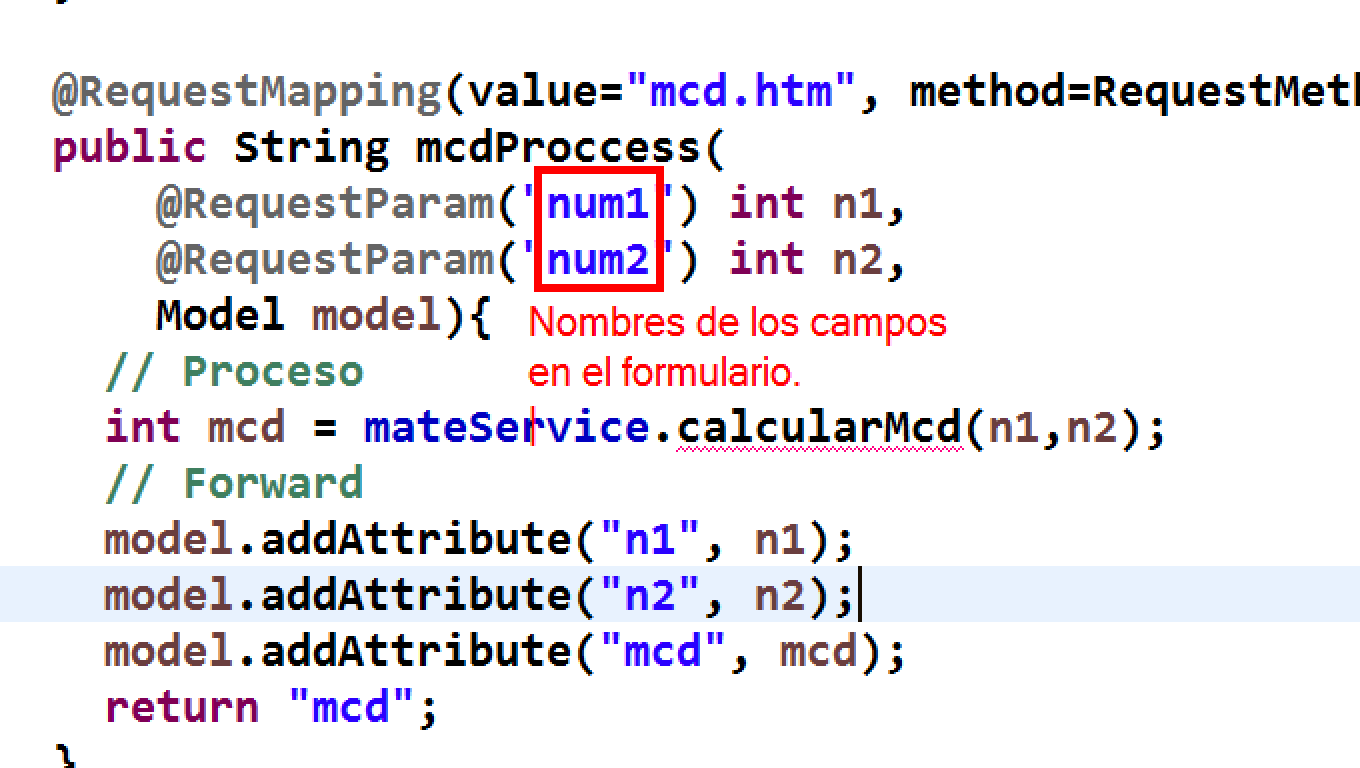 @RequestMapping(value="mcd.htm", method=RequestMeth
public String mcdProccess(
@RequestParam("num1") int n1,
@RequestParam("num2") int n2,
Model model){
Nombres de los campos
en el formulario.
// Proceso
int mcd = mateService.calcularMcd(n1,n2);
// Forward
model.addAttribute("n1", n1);
model.addAttribute("n2", n2);
model.addAttribute("mcd", mcd);
return "mcd";
}